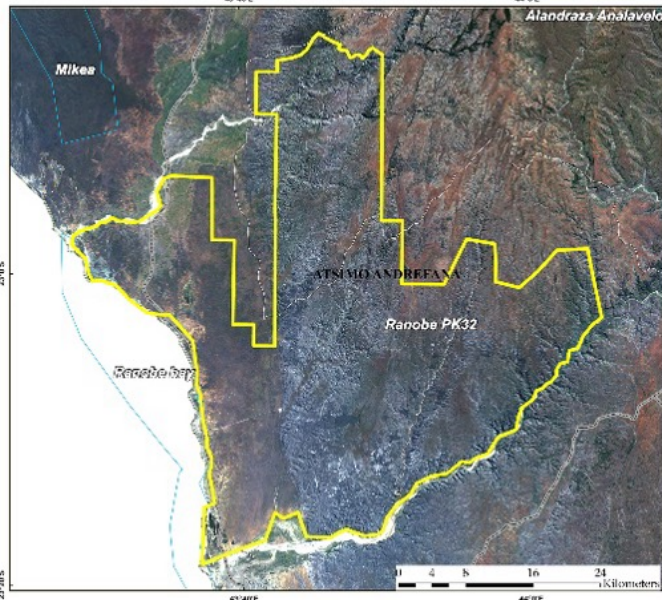 Alandraza Analavelo
Mikea
ATSIMO ANDREFANA
Ranobe PK32
Ranobe bay
0 4 8 16 24
Kilometers